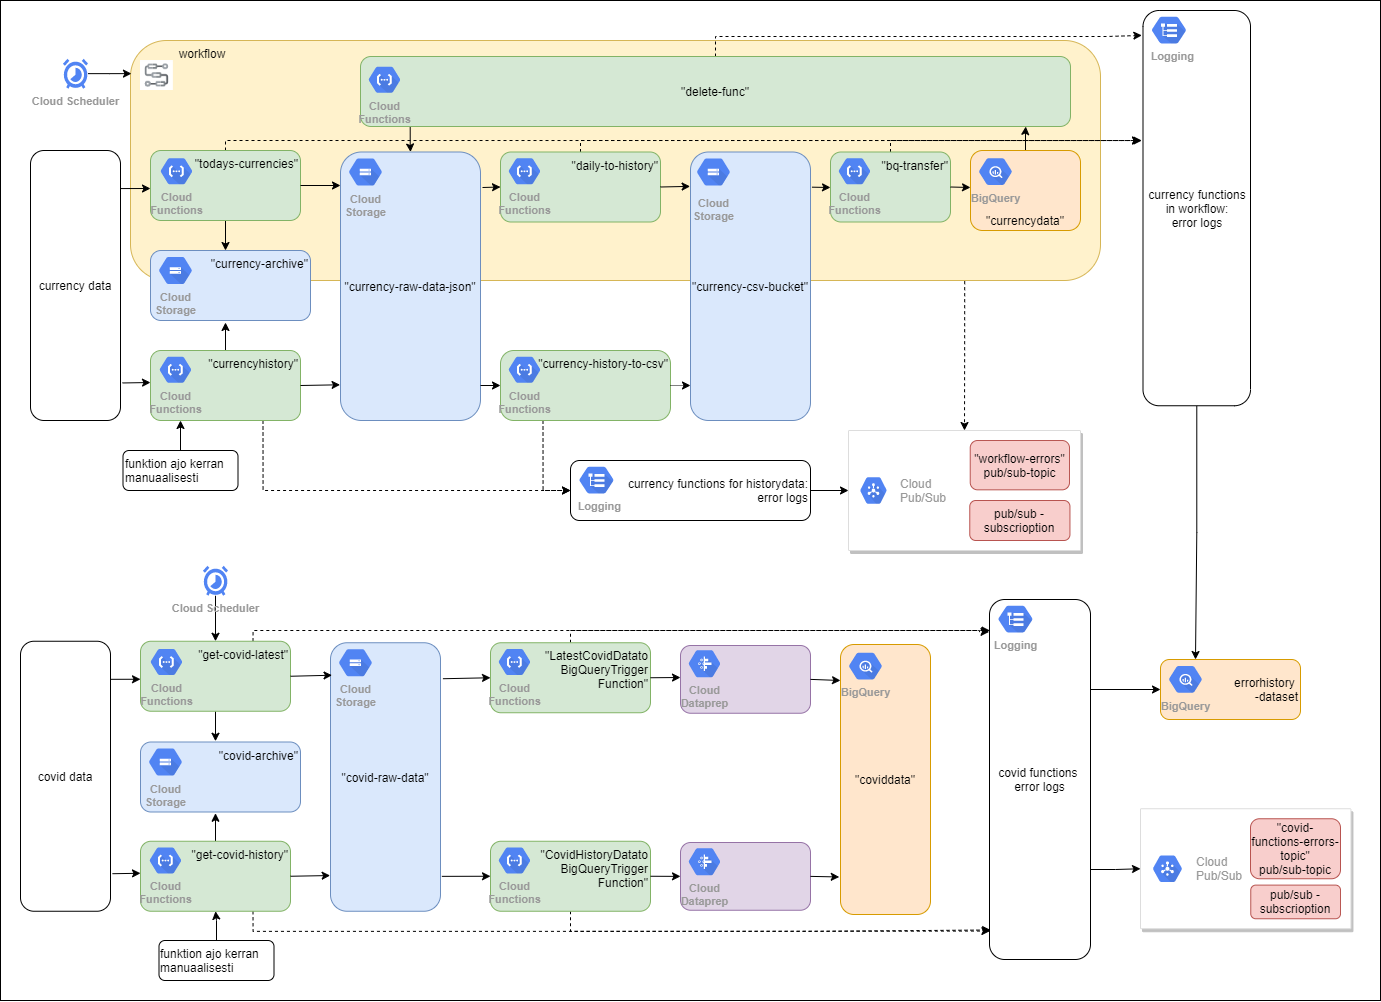 workflow
Cloud Scheduler
Cloud
Functions
"delete-func"
Logging
currency functions
in workflow:
error logs
currency data
"todays-currencies"
Cloud
Functions
Cloud
Storage
"currency-raw-data-json"
"daily-to-history"
Cloud
Functions
Cloud
Storage
"currency-csv-bucket"
"bq-transfer"
Cloud
Functions
BigQuery
"currencydata"
"currency-archive"
Cloud
Storage
"currencyhistory"
Cloud
Functions
"currency-history-to-csv"
Cloud
Functions
funktion ajo kerran
manuaalisesti
Logging
currency functions for historydata:
error logs
Cloud
Pub/Sub
"workflow-errors"
pub/sub-topic
pub/sub -
subscrioption
Cloud Scheduler
covid data
"get-covid-latest"
Cloud
Functions
Cloud
Storage
"covid-raw-data"
"LatestCovidDatato
BigQueryTrigger
Function"
Cloud
Functions
Cloud
Dataprep
BigQuery
"coviddata"
Logging
covid functions
error logs
BigQuery
errorhistory
-dataset
"covid-archive"
Cloud
Storage
"get-covid-history"
Cloud
Functions
"CovidHistoryDatato
BigQueryTrigger
Function"
Cloud
Functions
Cloud
Dataprep
Cloud
Pub/Sub
"covid-
functions-errors-
topic"
pub/sub-topic
pub/sub -
subscrioption
funktion ajo kerran
manuaalisesti